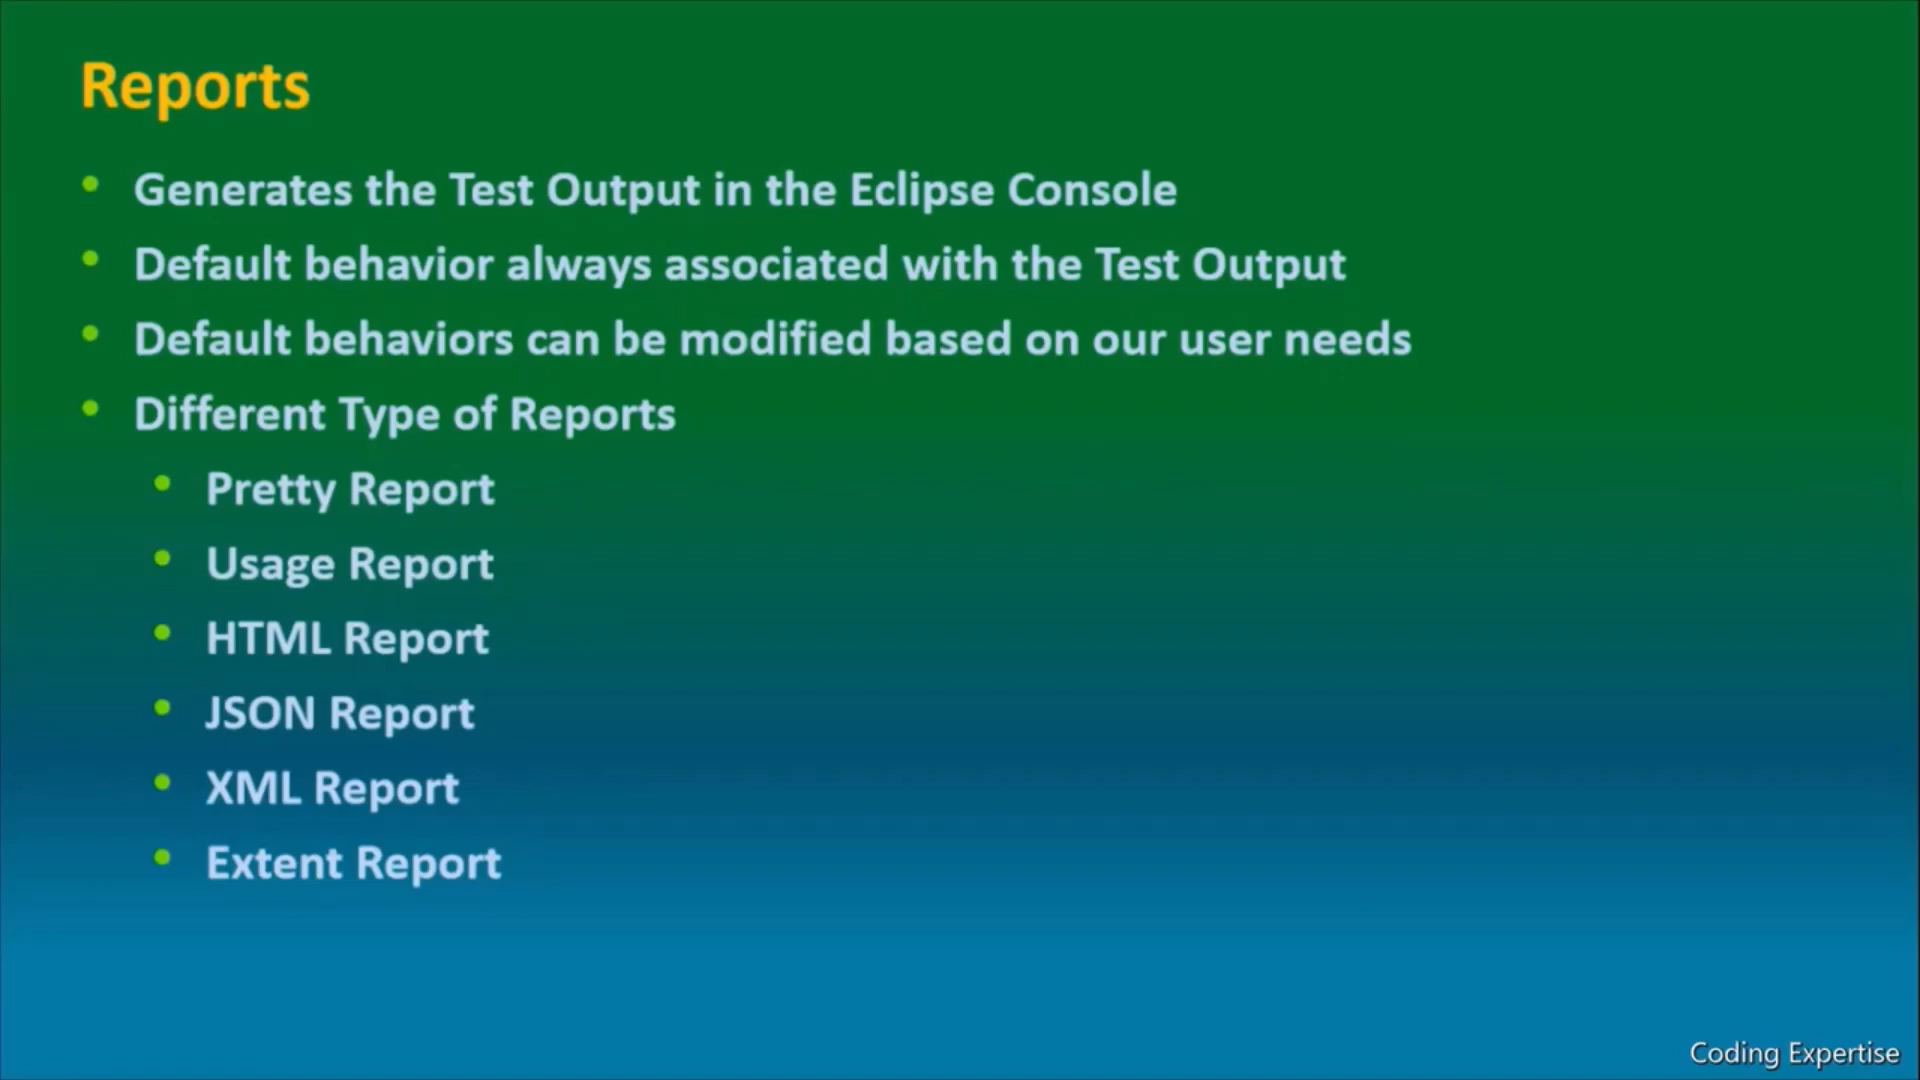 Reports
• Generates the Test Output in the Eclipse Console
• Default behavior always associated with the Test Output
• Default behaviors can be modified based on our user needs
• Different Type of Reports
• Pretty Report
• Usage Report
• HTML Report
• JSON Report
• XML Report
• Extent Report
Coding Expertise